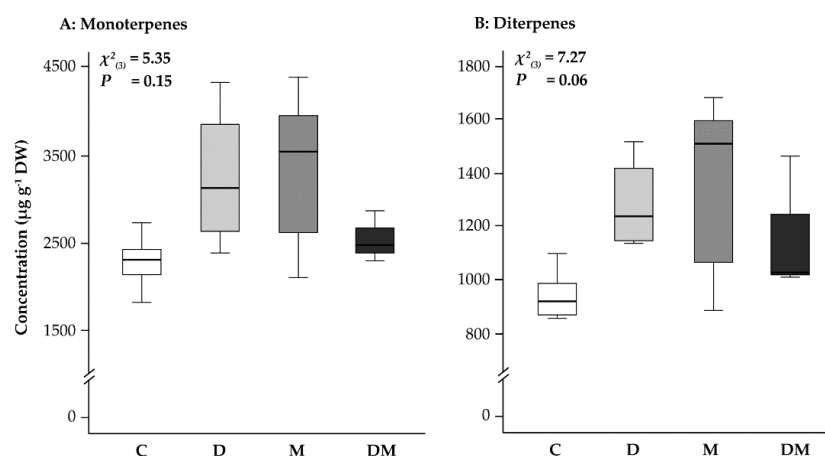 A: Monoterpenes
χ²₍₃₎ = 5.35
P = 0.15
Concentration (µg g⁻¹ DW)
4500
3500
2500
1500
0
C D M DM
B: Diterpenes
χ²₍₃₎ = 7.27
P = 0.06
1800
1600
1400
1200
1000
800
0
C D M DM